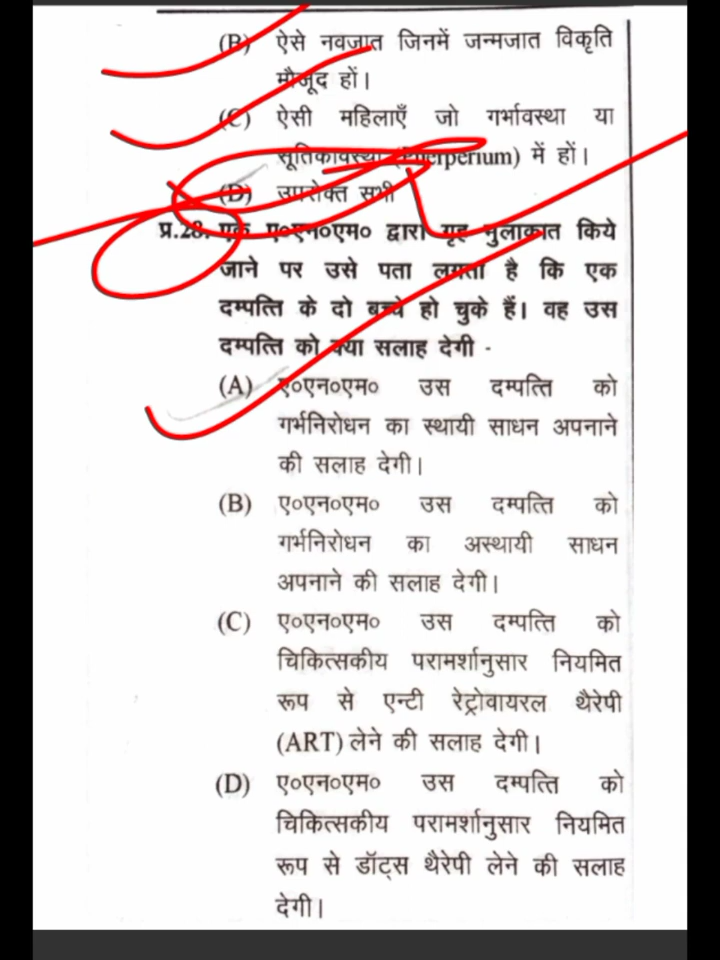 (B) ऐसे नवजात जिनमें जन्मजात विकृति
मौजूद हों।
(C) ऐसी महिलाएँ जो गर्भावस्था या
सूतिकावस्था (Puerperium) में हों।
(D) उपरोक्त सभी
प्र.28. एक ए०एन०एम० द्वारा गृह मुलाकात किये
जाने पर उसे पता लगता है कि एक
दम्पत्ति के दो बच्चे हो चुके हैं। वह उस
दम्पत्ति को क्या सलाह देगी -
(A) ए०एन०एम० उस दम्पत्ति को
गर्भनिरोधन का स्थायी साधन अपनाने
की सलाह देगी।
(B) ए०एन०एम० उस दम्पत्ति को
गर्भनिरोधन का अस्थायी साधन
अपनाने की सलाह देगी।
(C) ए०एन०एम० उस दम्पत्ति को
चिकित्सकीय परामर्शानुसार नियमित
रूप से एन्टी रेट्रोवायरल थैरेपी
(ART) लेने की सलाह देगी।
(D) ए०एन०एम० उस दम्पत्ति को
चिकित्सकीय परामर्शानुसार नियमित
रूप से डॉट्स थैरेपी लेने की सलाह
देगी।